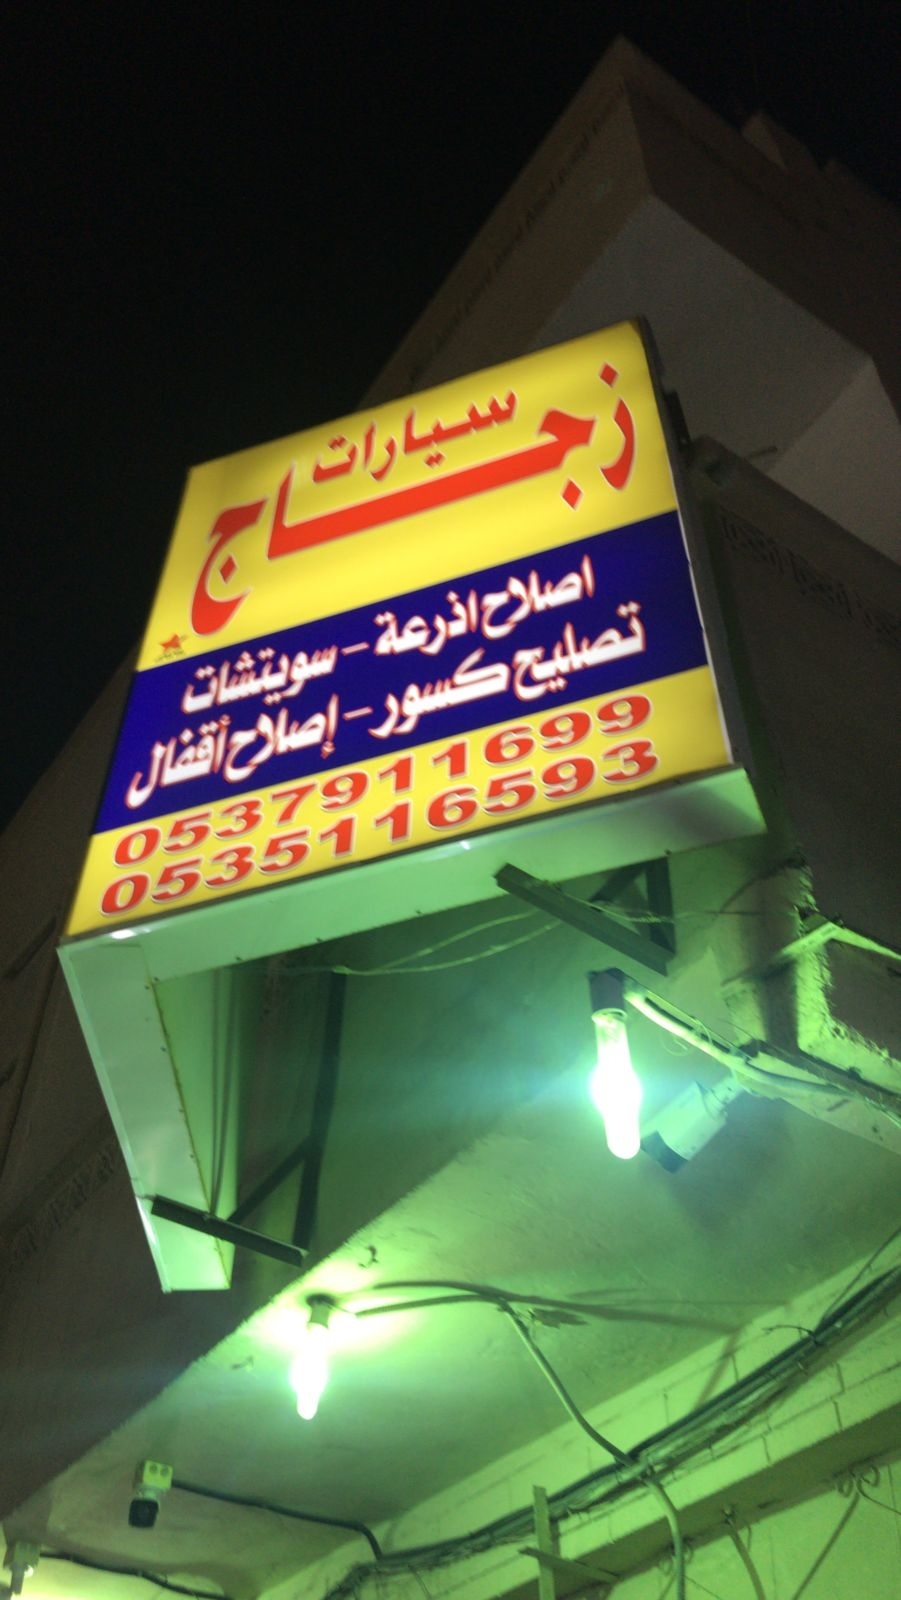 زجاج سيارات
اصلاح اذرعة - سويتشات
تصليح كسور - إصلاح أقفال
0537911699
0535116593